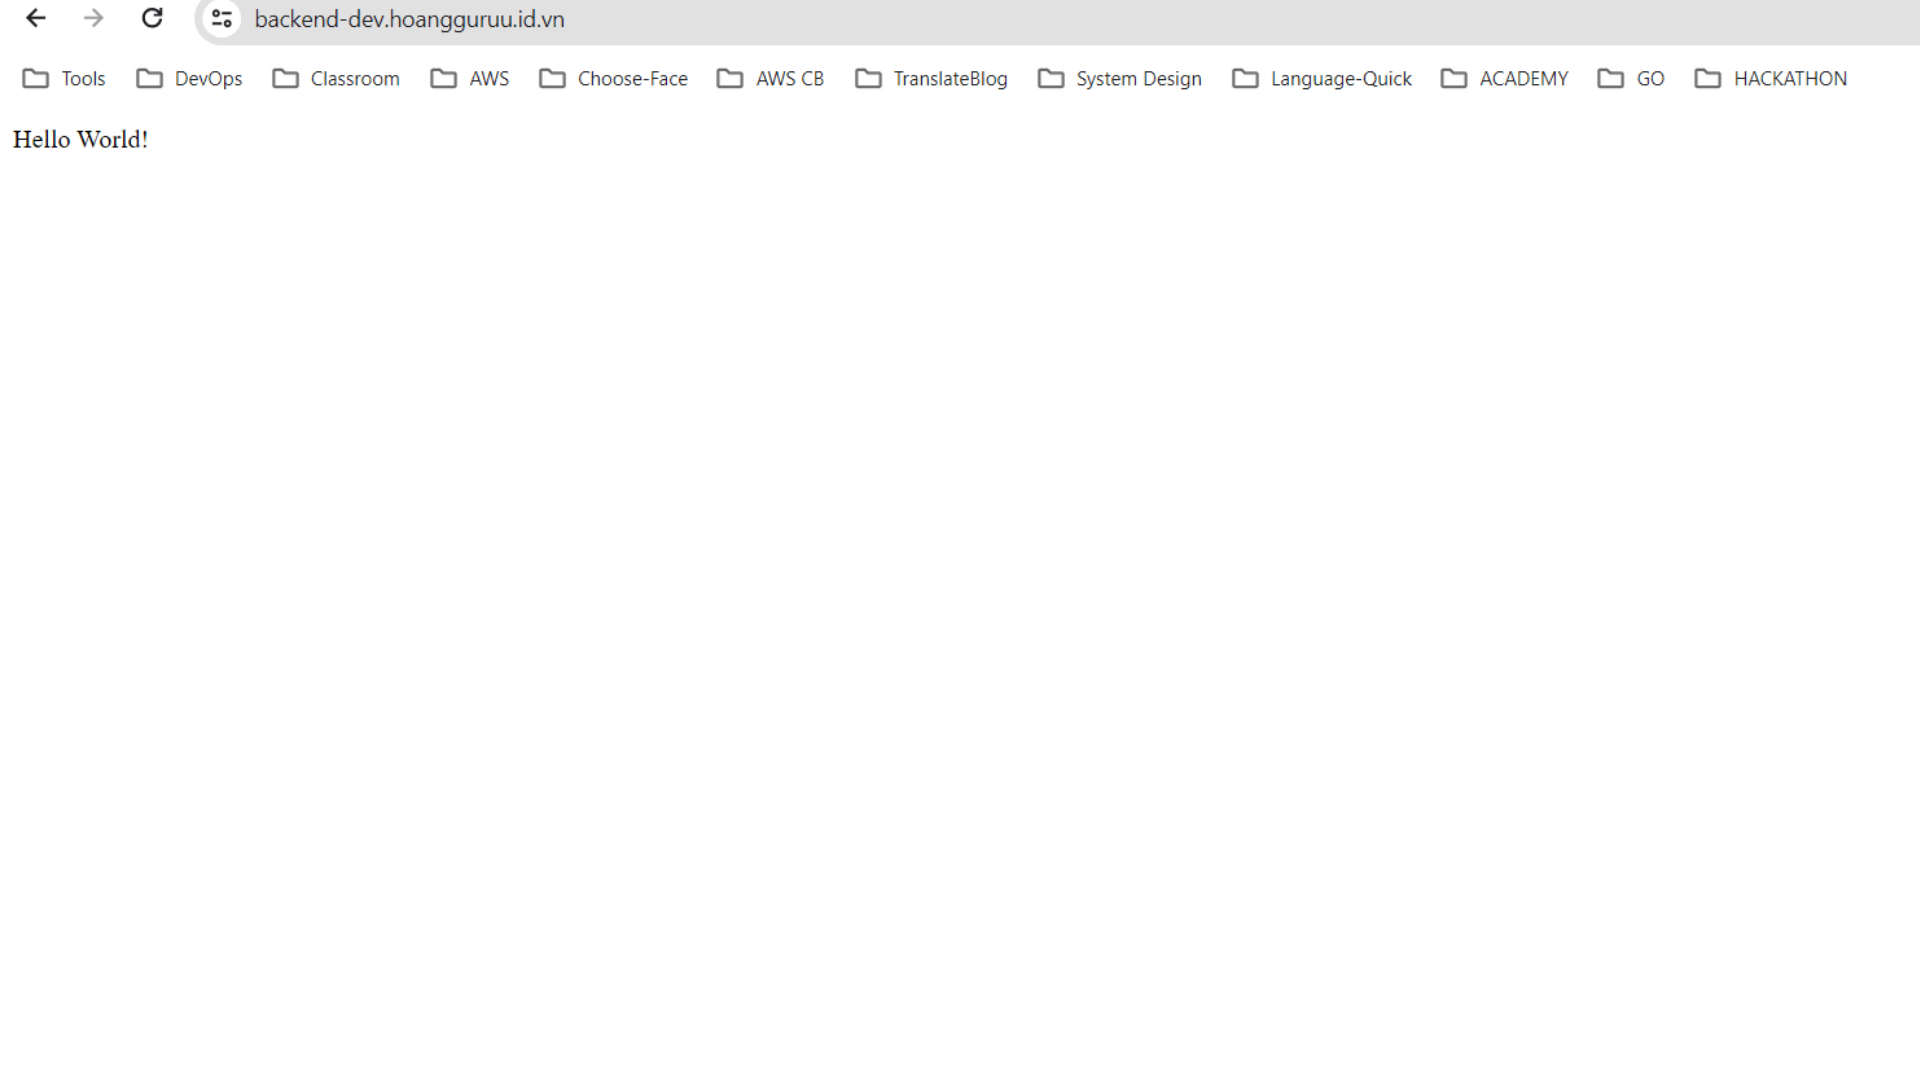 backend-dev.hoangguruu.id.vn
Tools DevOps Classroom AWS Choose-Face AWS CB TranslateBlog System Design Language-Quick ACADEMY GO HACKATHON
Hello World!